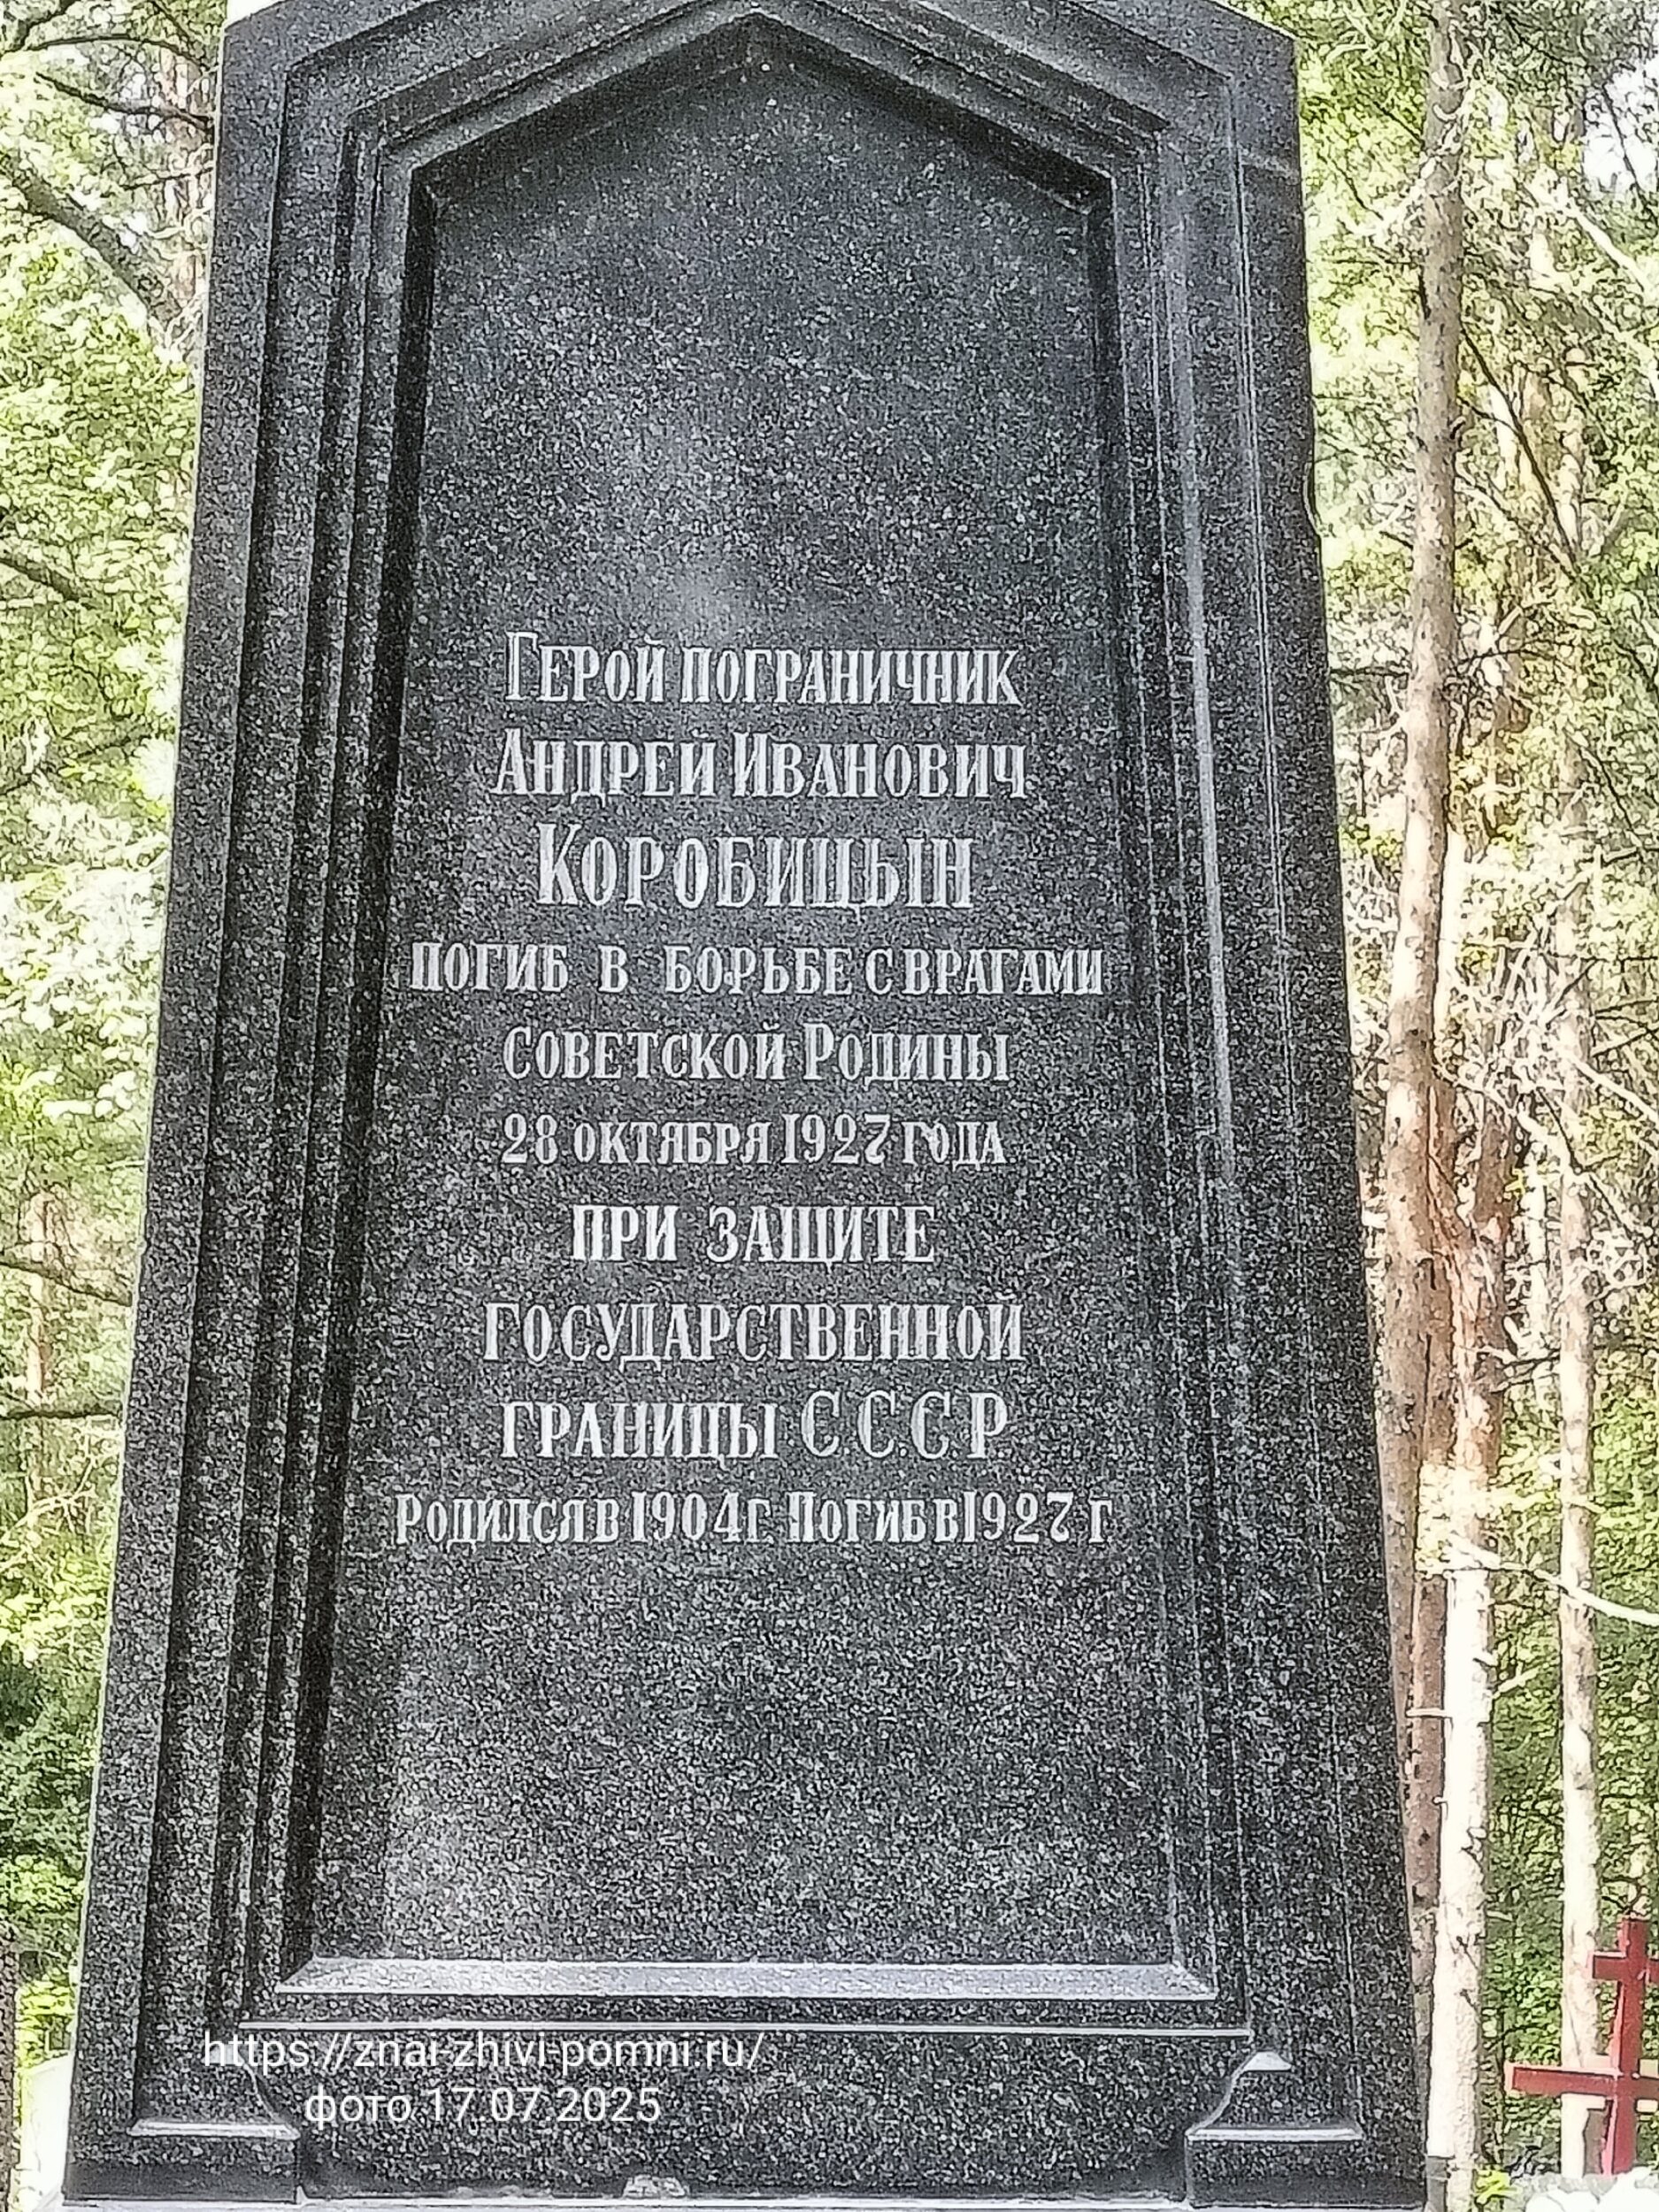 Герой пограничник
Андрей Иванович
Коробицын
погиб в борьбе с врагами
советской Родины
28 октября 1927 года
при защите
государственной
границы С.С.С.Р
Родился в 1904 г. Погиб в 1927 г
https://znai-zhivi-pomni.ru/
фото 17.07.2025